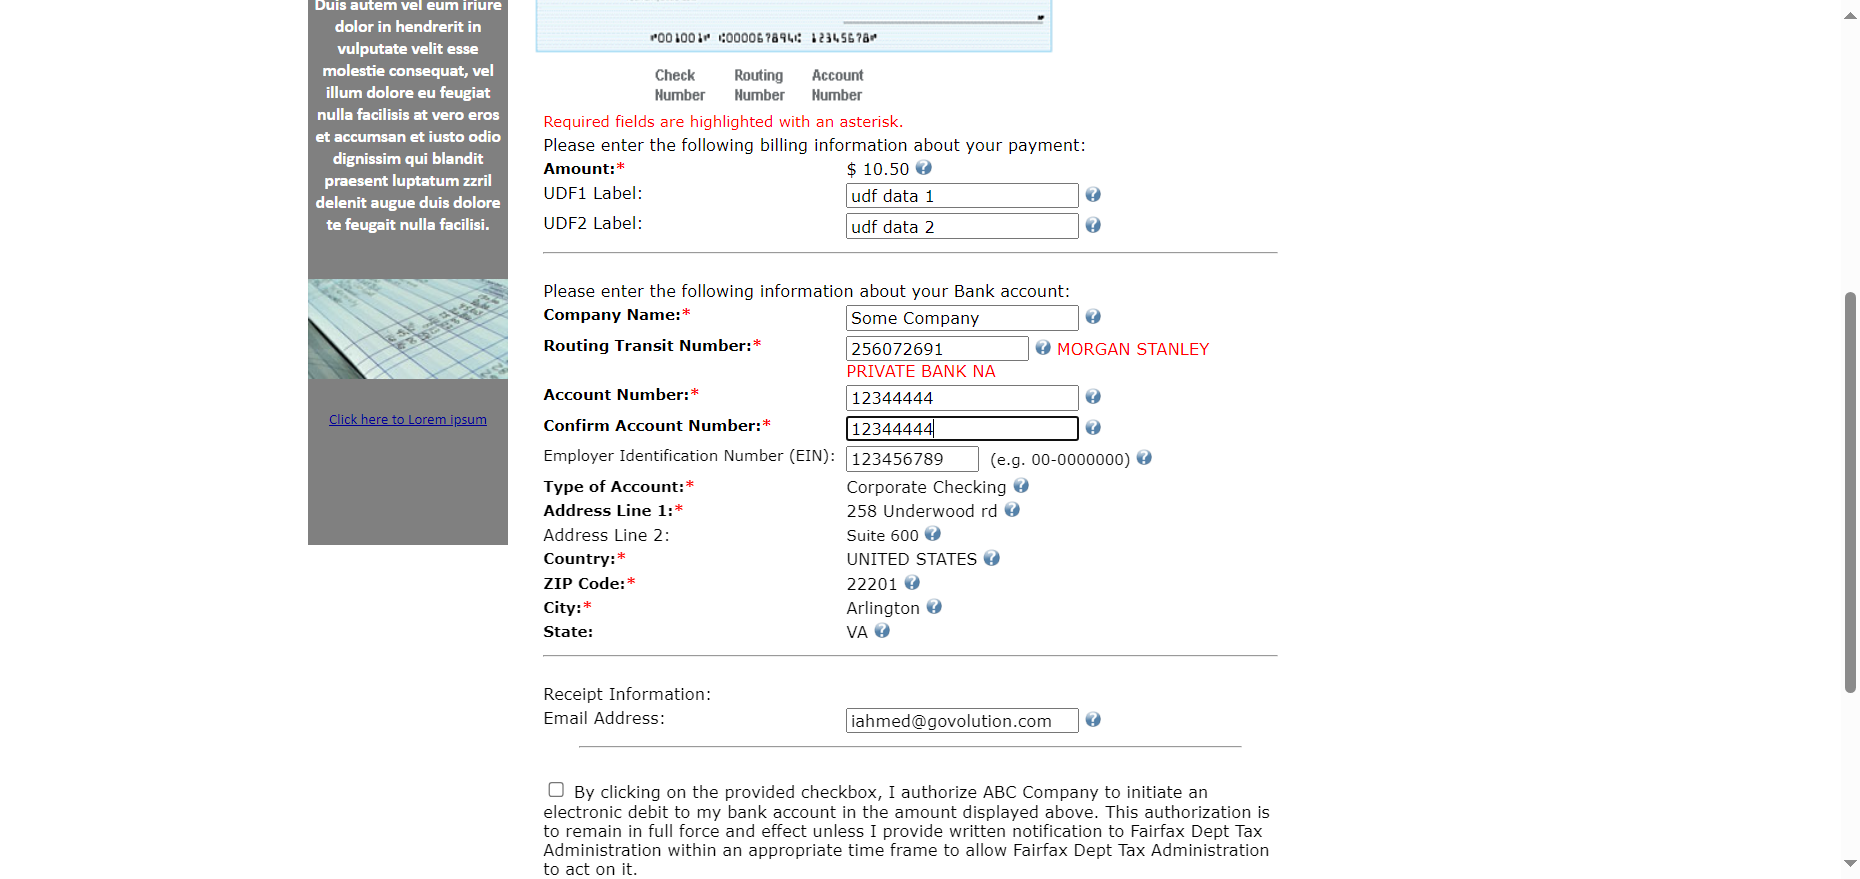 Duis autem vel eum iriure
dolor in hendrerit in
vulputate velit esse
molestie consequat, vel
illum dolore eu feugiat
nulla facilisis at vero eros
et accumsan et iusto odio
dignissim qui blandit
praesent luptatum zzril
delenit augue duis dolore
te feugait nulla facilisi.
Click here to Lorem ipsum
⑈001001⑈ ⑆000067894⑆ 12345678⑈
Check Number
Routing Number
Account Number
Required fields are highlighted with an asterisk.
Please enter the following billing information about your payment:
Amount:* $ 10.50
UDF1 Label: udf data 1
UDF2 Label: udf data 2
Please enter the following information about your Bank account:
Company Name:* Some Company
Routing Transit Number:* 256072691 MORGAN STANLEY
PRIVATE BANK NA
Account Number:* 12344444
Confirm Account Number:* 12344444
Employer Identification Number (EIN): 123456789 (e.g. 00-0000000)
Type of Account:* Corporate Checking
Address Line 1:* 258 Underwood rd
Address Line 2: Suite 600
Country:* UNITED STATES
ZIP Code:* 22201
City:* Arlington
State: VA
Receipt Information:
Email Address: iahmed@govolution.com
By clicking on the provided checkbox, I authorize ABC Company to initiate an
electronic debit to my bank account in the amount displayed above. This authorization is
to remain in full force and effect unless I provide written notification to Fairfax Dept Tax
Administration within an appropriate time frame to allow Fairfax Dept Tax Administration
to act on it.